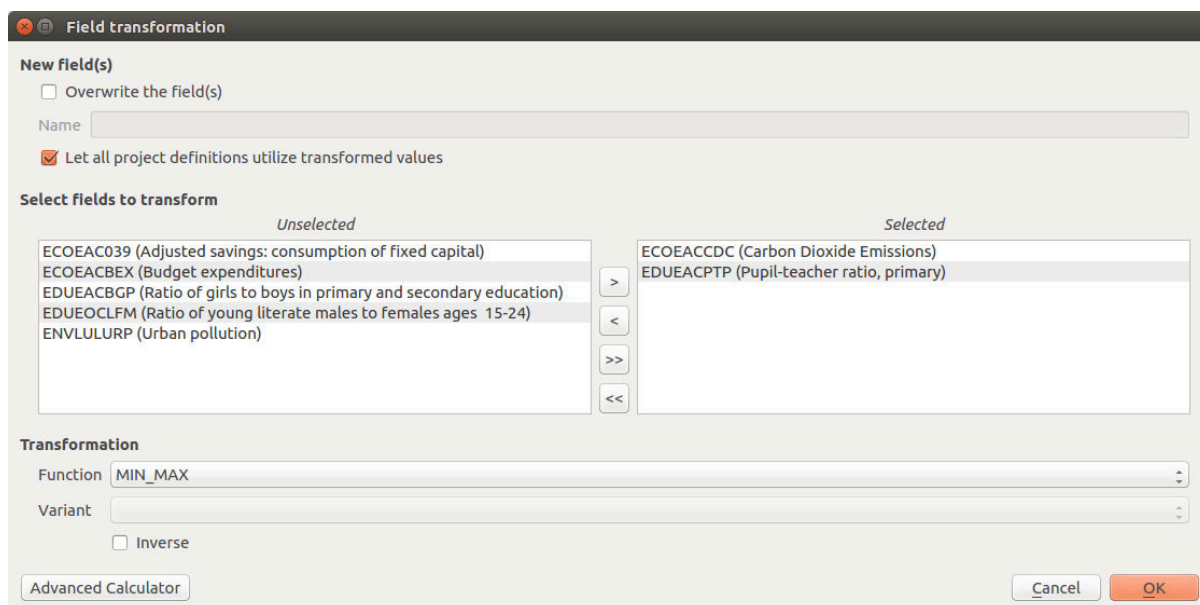 Field transformation
New field(s)
Overwrite the field(s)
Name
Let all project definitions utilize transformed values
Select fields to transform
Unselected
Selected
ECOEAC039 (Adjusted savings: consumption of fixed capital)
ECOEACBEX (Budget expenditures)
EDUEACBGP (Ratio of girls to boys in primary and secondary education)
EDUEOCLFM (Ratio of young literate males to females ages  15-24)
ENVLULURP (Urban pollution)
>
<
>>
<<
ECOEACCDC (Carbon Dioxide Emissions)
EDUEACPTP (Pupil-teacher ratio, primary)
Transformation
Function MIN_MAX
Variant
Inverse
Advanced Calculator
Cancel
OK